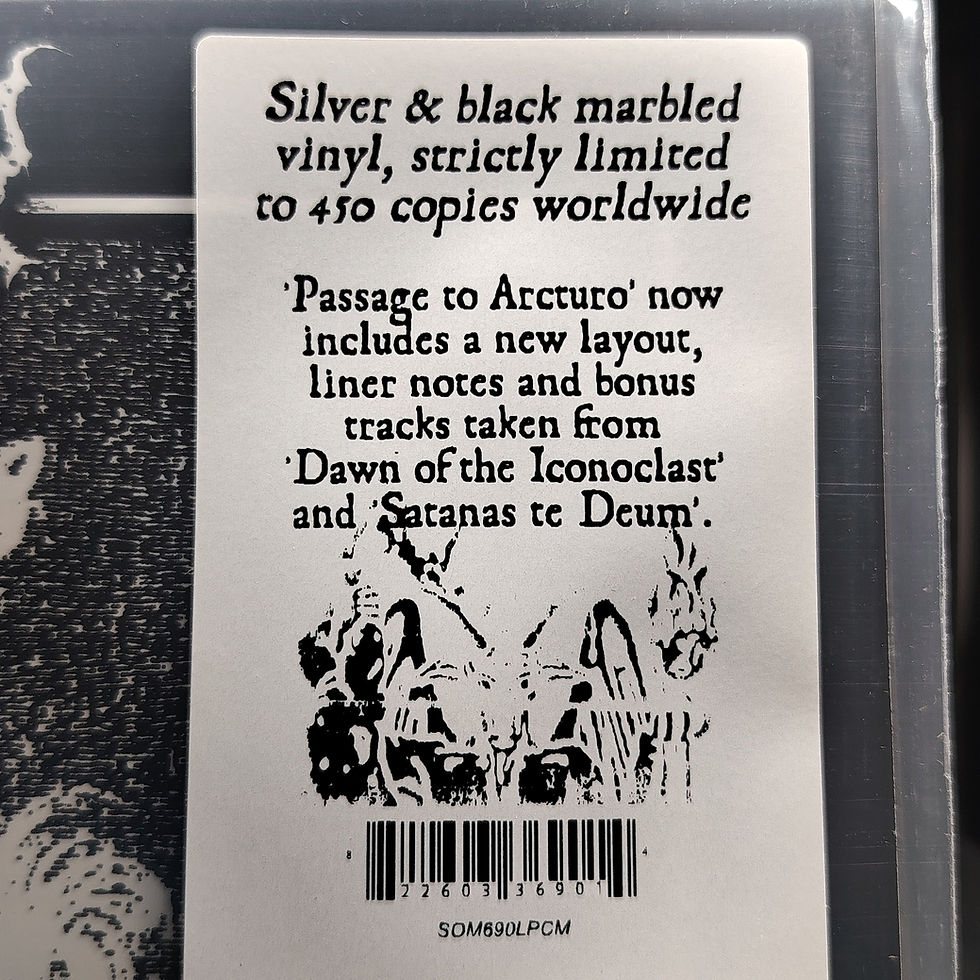 Silver & black marbled
vinyl, strictly limited
to 450 copies worldwide
'Passage to Arcturo' now
includes a new layout,
liner notes and bonus
tracks taken from
'Dawn of the Iconoclast'
and 'Satanas te Deum'.
8 22603 36901 4
SOM690LPCM